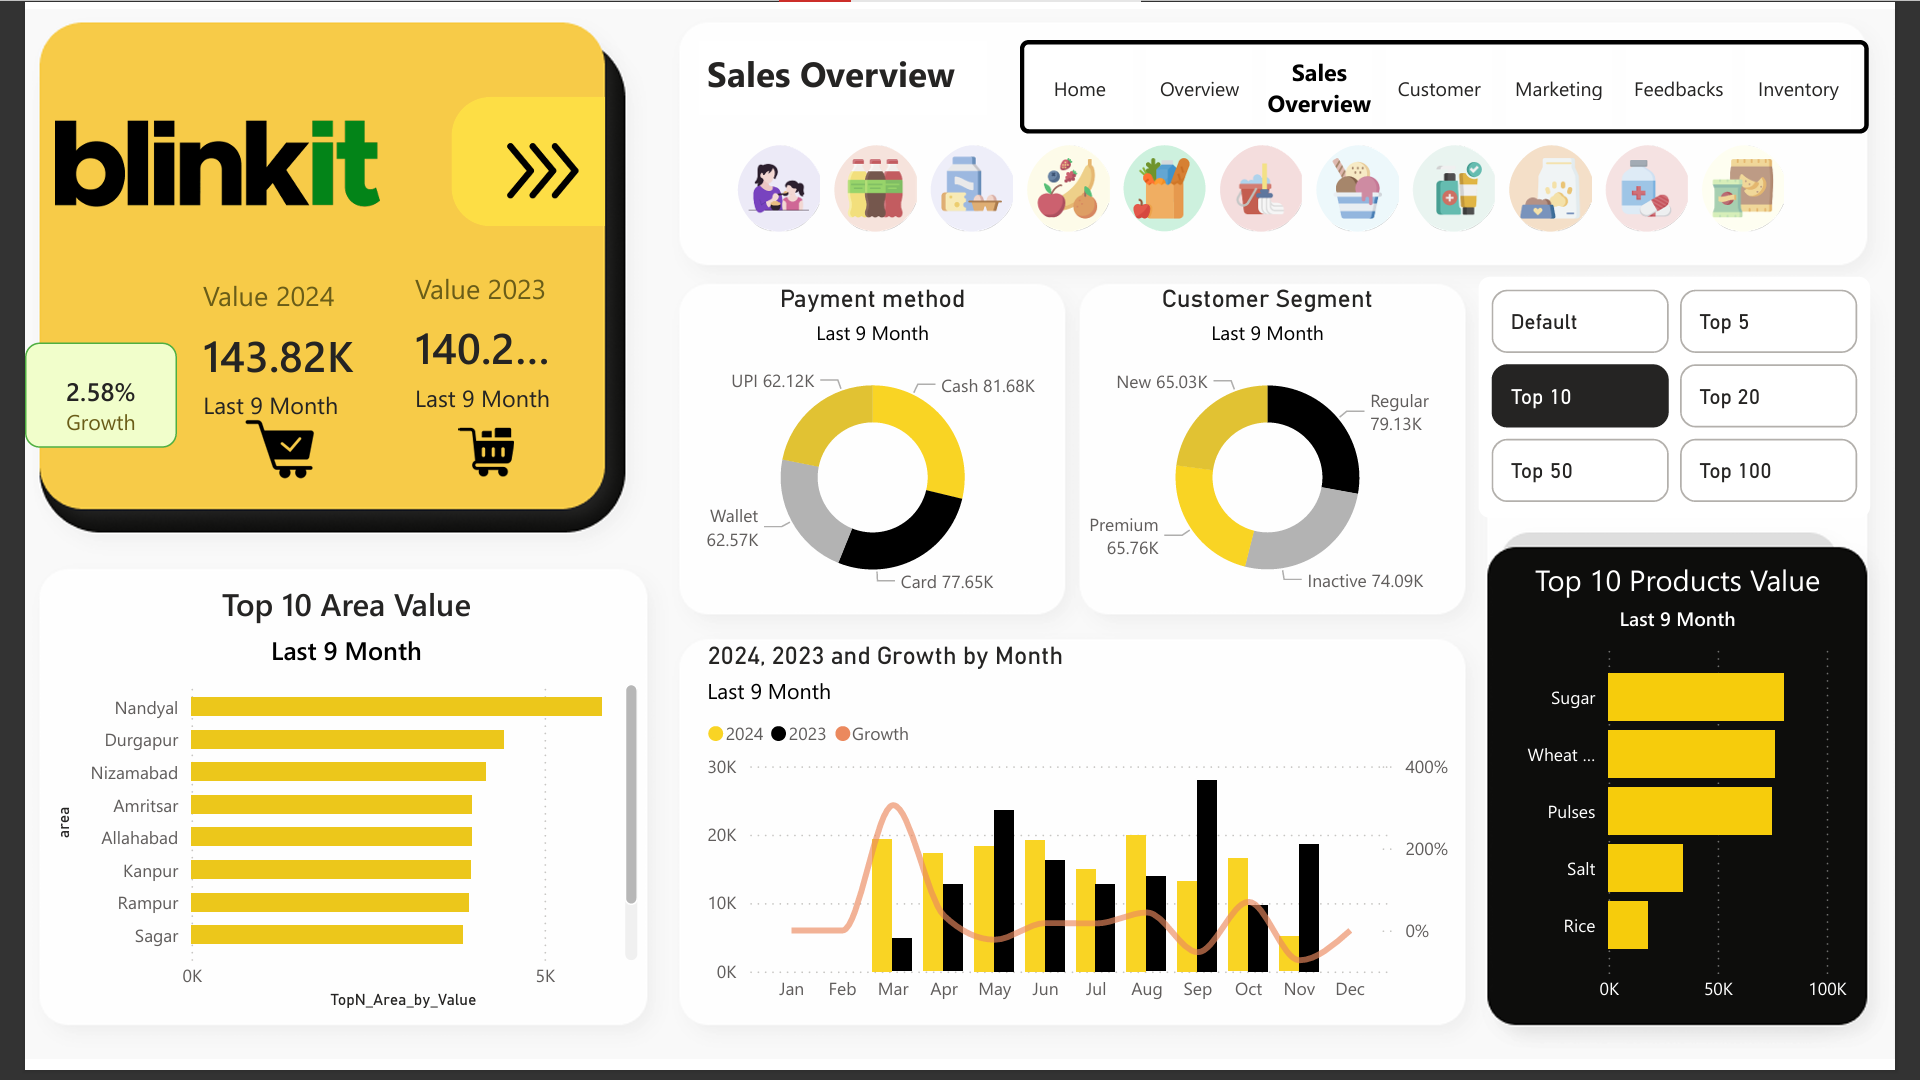 blinkit
Value 2024
143.82K
Last 9 Month
Value 2023
140.2...
Last 9 Month
2.58%
Growth
Sales Overview
Home
Overview
Sales
Overview
Customer
Marketing
Feedbacks
Inventory
Payment method
Last 9 Month
UPI 62.12K
Cash 81.68K
Wallet
62.57K
Card 77.65K
Customer Segment
Last 9 Month
New 65.03K
Regular
79.13K
Premium
65.76K
Inactive 74.09K
Default
Top 5
Top 10
Top 20
Top 50
Top 100
Top 10 Area Value
Last 9 Month
area
Nandyal
Durgapur
Nizamabad
Amritsar
Allahabad
Kanpur
Rampur
Sagar
0K
5K
TopN_Area_by_Value
2024, 2023 and Growth by Month
Last 9 Month
2024
2023
Growth
30K
20K
10K
0K
400%
200%
0%
Jan
Feb
Mar
Apr
May
Jun
Jul
Aug
Sep
Oct
Nov
Dec
Top 10 Products Value
Last 9 Month
Sugar
Wheat ...
Pulses
Salt
Rice
0K
50K
100K